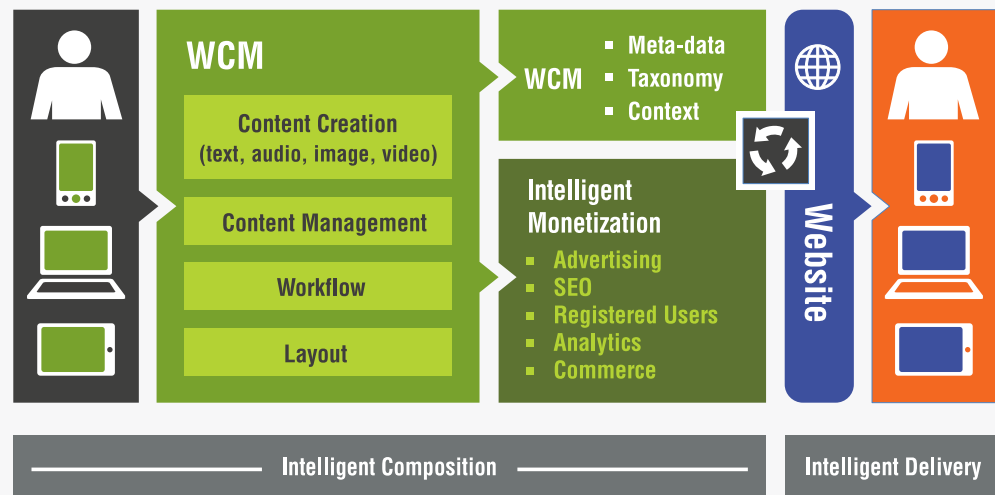 WCM
Content Creation
(text, audio, image, video)
Content Management
Workflow
Layout
WCM
Meta-data
Taxonomy
Context
Intelligent
Monetization
Advertising
SEO
Registered Users
Analytics
Commerce
Website
Intelligent Composition
Intelligent Delivery